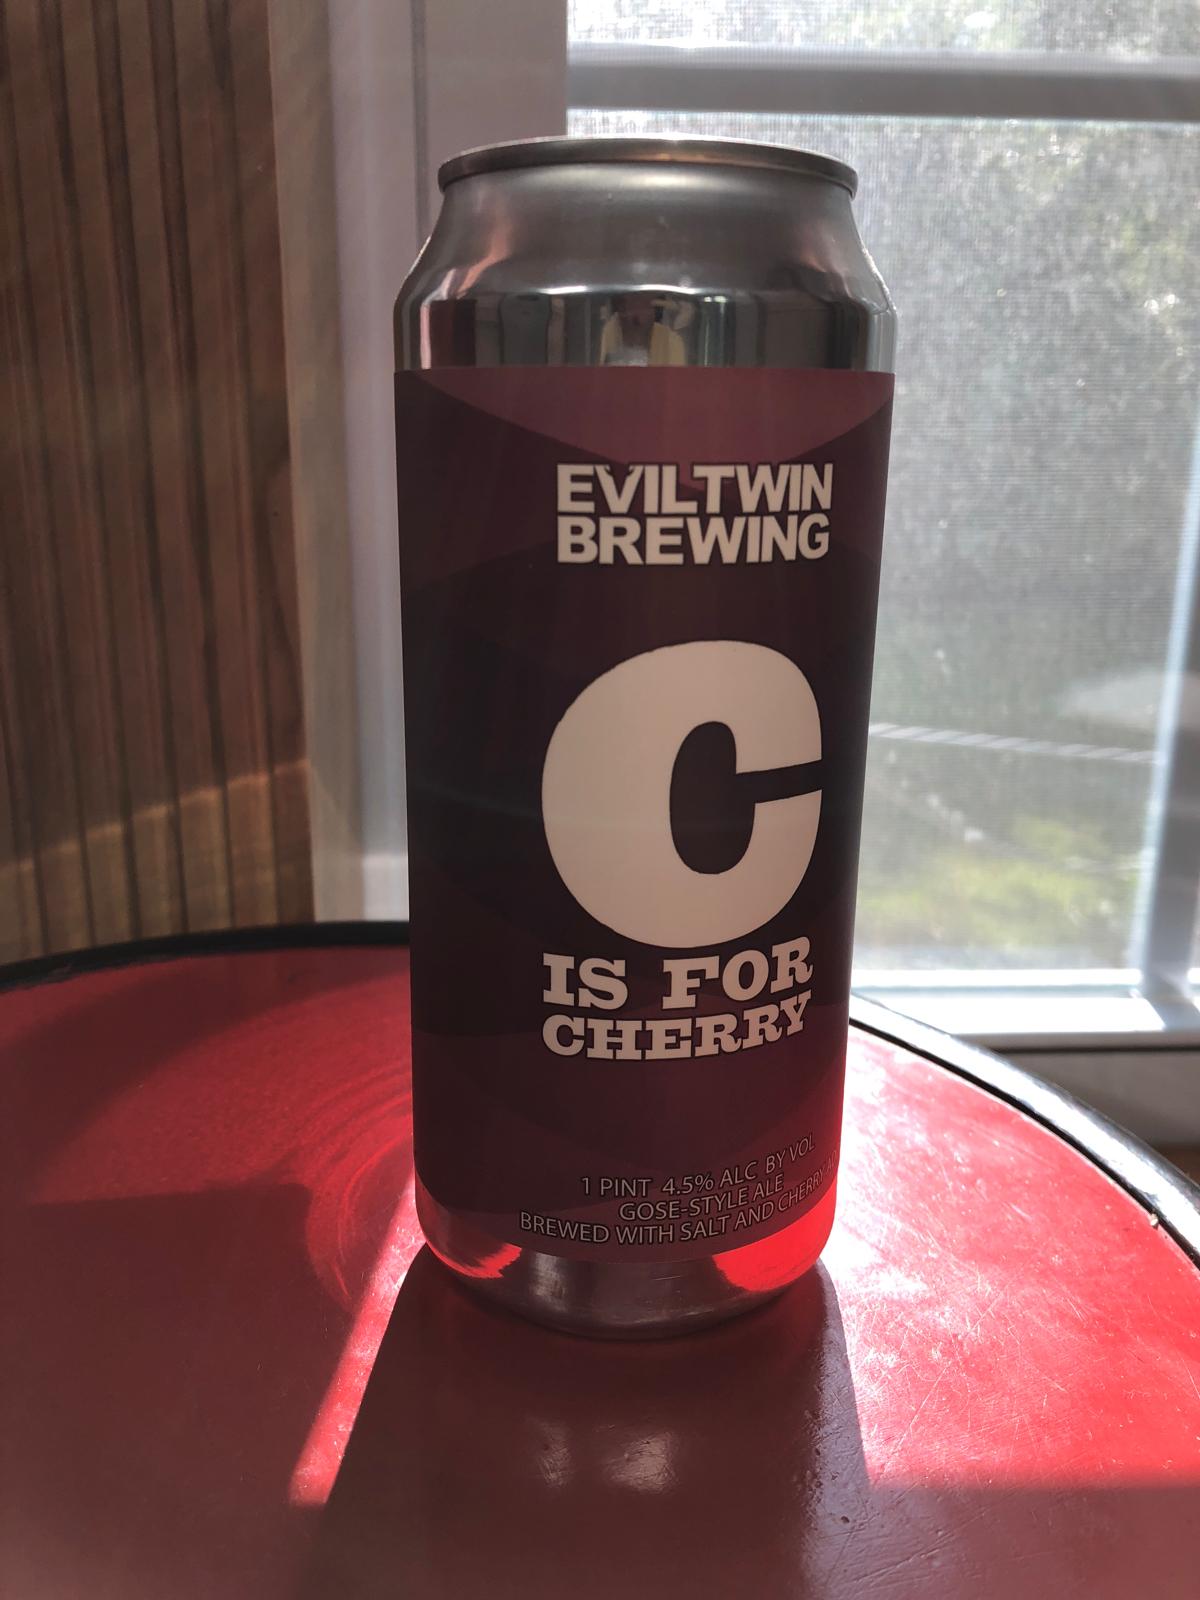 EVILTWIN
BREWING
C
IS FOR
CHERRY
1 PINT 4.5% ALC BY VOL
GOSE-STYLE ALE
BREWED WITH SALT AND CHERRY